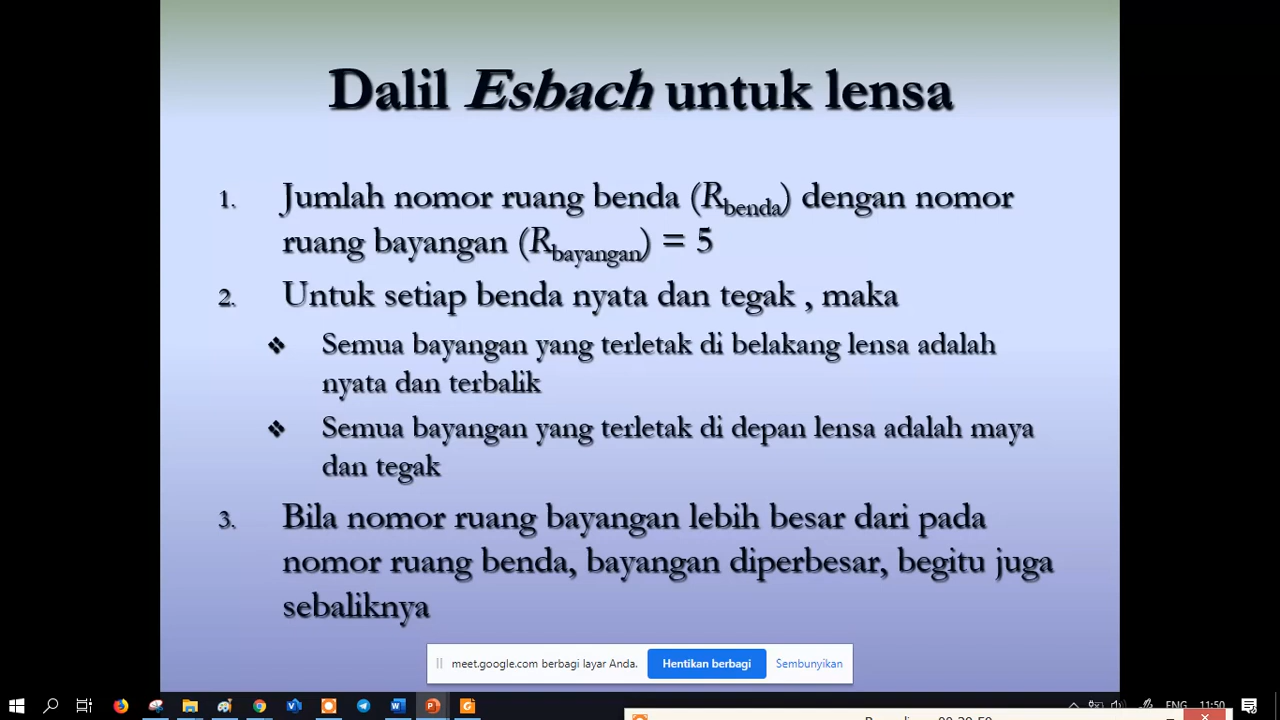 Dalil Esbach untuk lensa
1. Jumlah nomor ruang benda (Rbenda) dengan nomor
ruang bayangan (Rbayangan) = 5
2. Untuk setiap benda nyata dan tegak , maka
❖ Semua bayangan yang terletak di belakang lensa adalah
nyata dan terbalik
❖ Semua bayangan yang terletak di depan lensa adalah maya
dan tegak
3. Bila nomor ruang bayangan lebih besar dari pada
nomor ruang benda, bayangan diperbesar, begitu juga
sebaliknya
meet.google.com berbagi layar Anda. Hentikan berbagi Sembunyikan
ENG 11:50